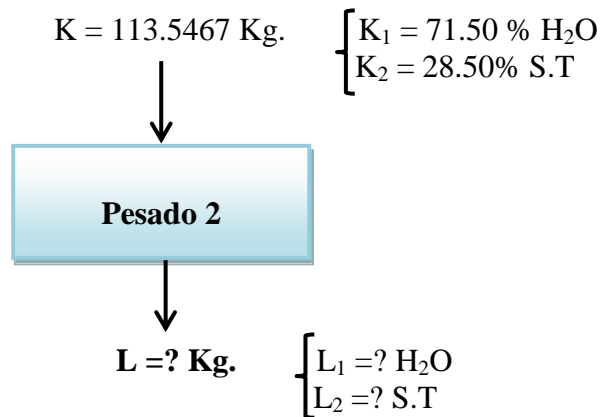 K = 113.5467 Kg.
K₁ = 71.50 % H₂O
K₂ = 28.50% S.T
Pesado 2
L =? Kg.
L₁ =? H₂O
L₂ =? S.T